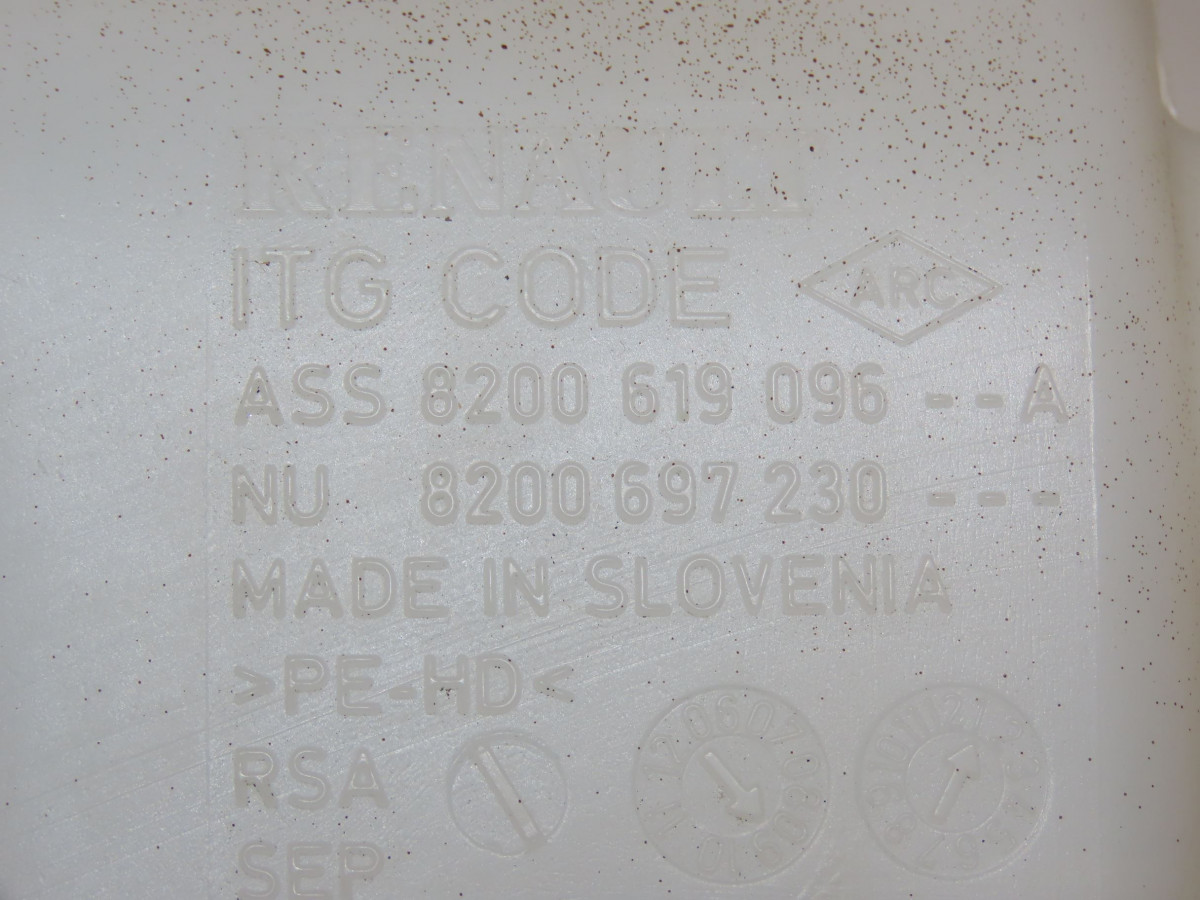 RENAULT
ITG CODE
ARC
ASS 8200 619 096 --A
NU 8200 697 230 ---
MADE IN SLOVENIA
>PE-HD<
RSA
SEP